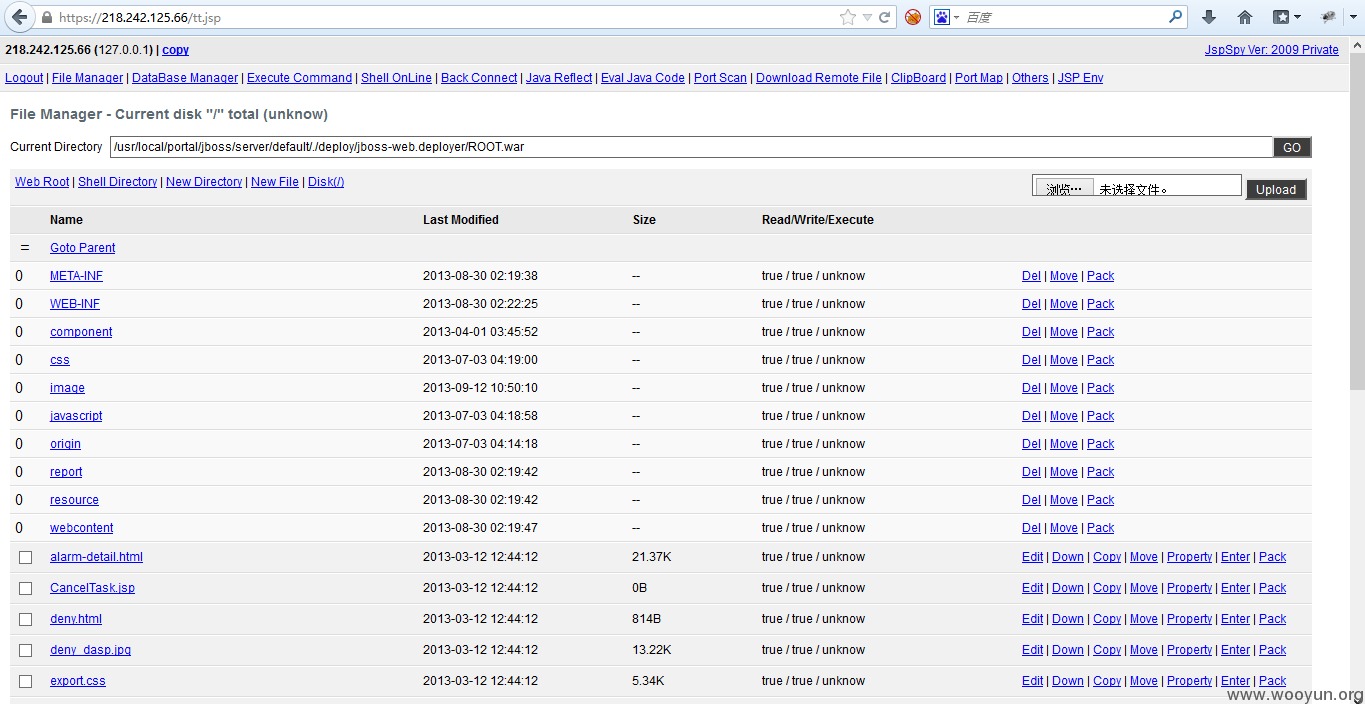 https://218.242.125.66/tt.jsp 百度
218.242.125.66 (127.0.0.1) | copy JspSpy Ver: 2009 Private
Logout | File Manager | DataBase Manager | Execute Command | Shell OnLine | Back Connect | Java Reflect | Eval Java Code | Port Scan | Download Remote File | ClipBoard | Port Map | Others | JSP Env
File Manager - Current disk "/" total (unknow)
Current Directory /usr/local/portal/jboss/server/default/./deploy/jboss-web.deployer/ROOT.war GO
Web Root | Shell Directory | New Directory | New File | Disk(/) 浏览… 未选择文件。 Upload
Name Last Modified Size Read/Write/Execute
= Goto Parent
0 META-INF 2013-08-30 02:19:38 -- true / true / unknow Del | Move | Pack
0 WEB-INF 2013-08-30 02:22:25 -- true / true / unknow Del | Move | Pack
0 component 2013-04-01 03:45:52 -- true / true / unknow Del | Move | Pack
0 css 2013-07-03 04:19:00 -- true / true / unknow Del | Move | Pack
0 image 2013-09-12 10:50:10 -- true / true / unknow Del | Move | Pack
0 javascript 2013-07-03 04:18:58 -- true / true / unknow Del | Move | Pack
0 origin 2013-07-03 04:14:18 -- true / true / unknow Del | Move | Pack
0 report 2013-08-30 02:19:42 -- true / true / unknow Del | Move | Pack
0 resource 2013-08-30 02:19:42 -- true / true / unknow Del | Move | Pack
0 webcontent 2013-08-30 02:19:47 -- true / true / unknow Del | Move | Pack
alarm-detail.html 2013-03-12 12:44:12 21.37K true / true / unknow Edit | Down | Copy | Move | Property | Enter | Pack
CancelTask.jsp 2013-03-12 12:44:12 0B true / true / unknow Edit | Down | Copy | Move | Property | Enter | Pack
deny.html 2013-03-12 12:44:12 814B true / true / unknow Edit | Down | Copy | Move | Property | Enter | Pack
deny_dasp.jpg 2013-03-12 12:44:12 13.22K true / true / unknow Edit | Down | Copy | Move | Property | Enter | Pack
export.css 2013-03-12 12:44:12 5.34K true / true / unknow Edit | Down | Copy | Move | Property | Enter | Pack
www.wooyun.org